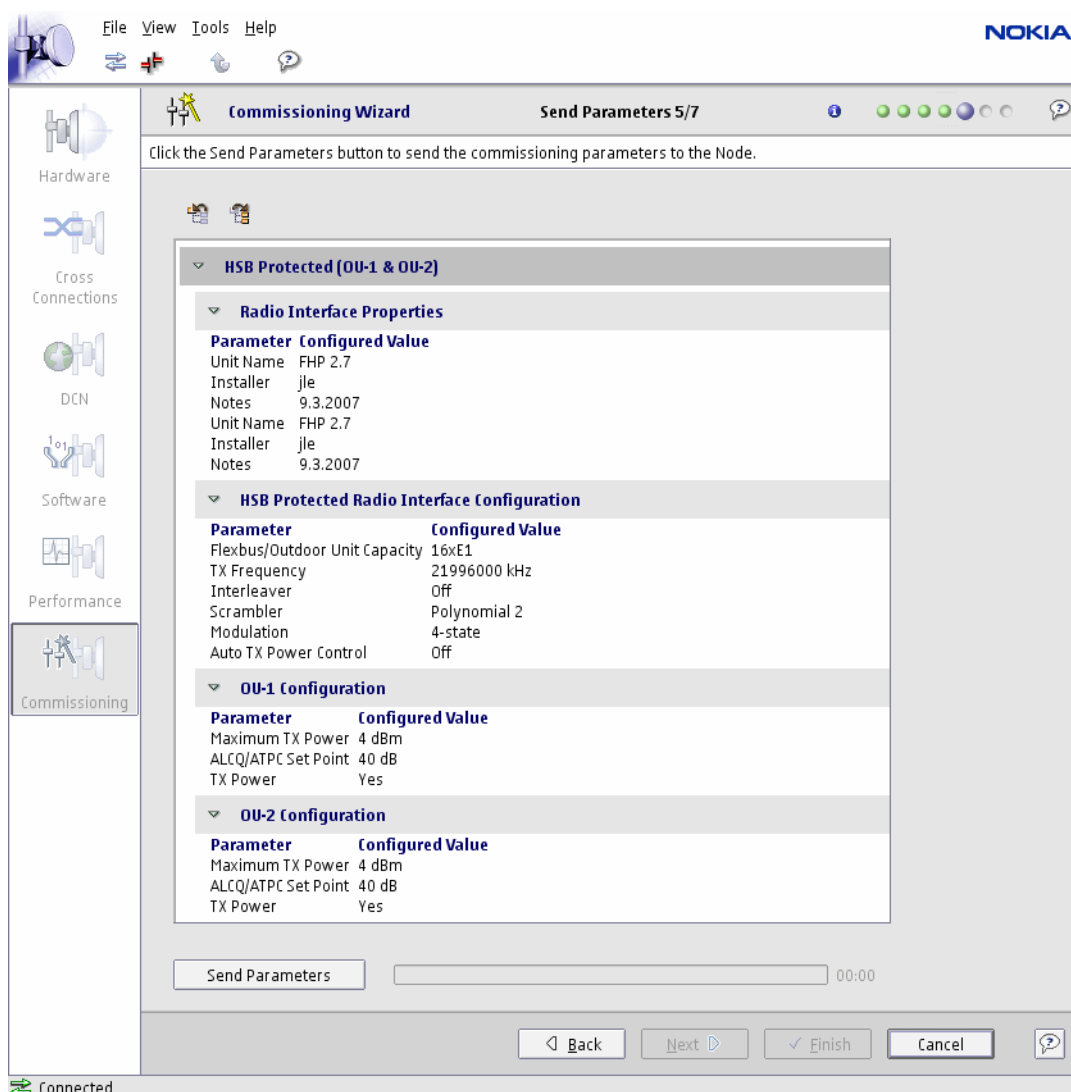 File View Tools Help
NOKIA
Commissioning Wizard Send Parameters 5/7
Click the Send Parameters button to send the commissioning parameters to the Node.
Hardware
Cross
Connections
DCN
Software
Performance
Commissioning
HSB Protected (OU-1 & OU-2)
Radio Interface Properties
Parameter Configured Value
Unit Name FHP 2.7
Installer jle
Notes 9.3.2007
Unit Name FHP 2.7
Installer jle
Notes 9.3.2007
HSB Protected Radio Interface Configuration
Parameter Configured Value
Flexbus/Outdoor Unit Capacity 16xE1
TX Frequency 21996000 kHz
Interleaver Off
Scrambler Polynomial 2
Modulation 4-state
Auto TX Power Control Off
OU-1 Configuration
Parameter Configured Value
Maximum TX Power 4 dBm
ALCQ/ATPC Set Point 40 dB
TX Power Yes
OU-2 Configuration
Parameter Configured Value
Maximum TX Power 4 dBm
ALCQ/ATPC Set Point 40 dB
TX Power Yes
Send Parameters 00:00
Back Next Finish Cancel
Connected